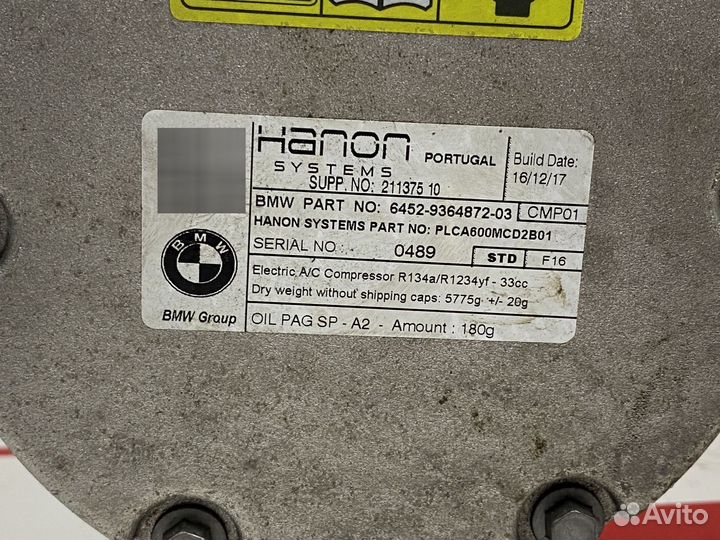 Hanon
SYSTEMS
PORTUGAL
Build Date:
16/12/17
SUPP. NO: 211375 10
BMW PART NO: 6452-9364872-03 CMP01
HANON SYSTEMS PART NO: PLCA600MCD2B01
SERIAL NO : 0489 STD F16
BMW
Electric A/C Compressor R134a/R1234yf - 33cc
Dry weight without shipping caps: 5775g +/- 20g
BMW Group
OIL PAG SP - A2 - Amount : 180g
Avito